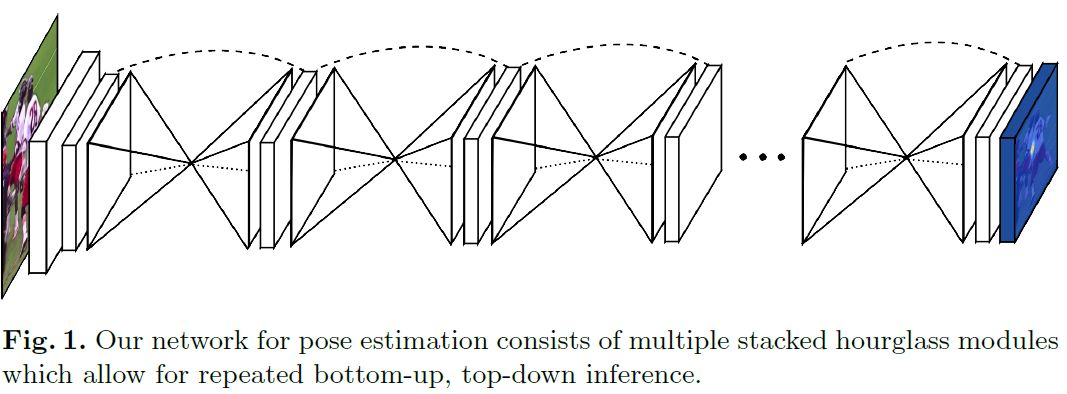 Fig. 1. Our network for pose estimation consists of multiple stacked hourglass modules
which allow for repeated bottom-up, top-down inference.